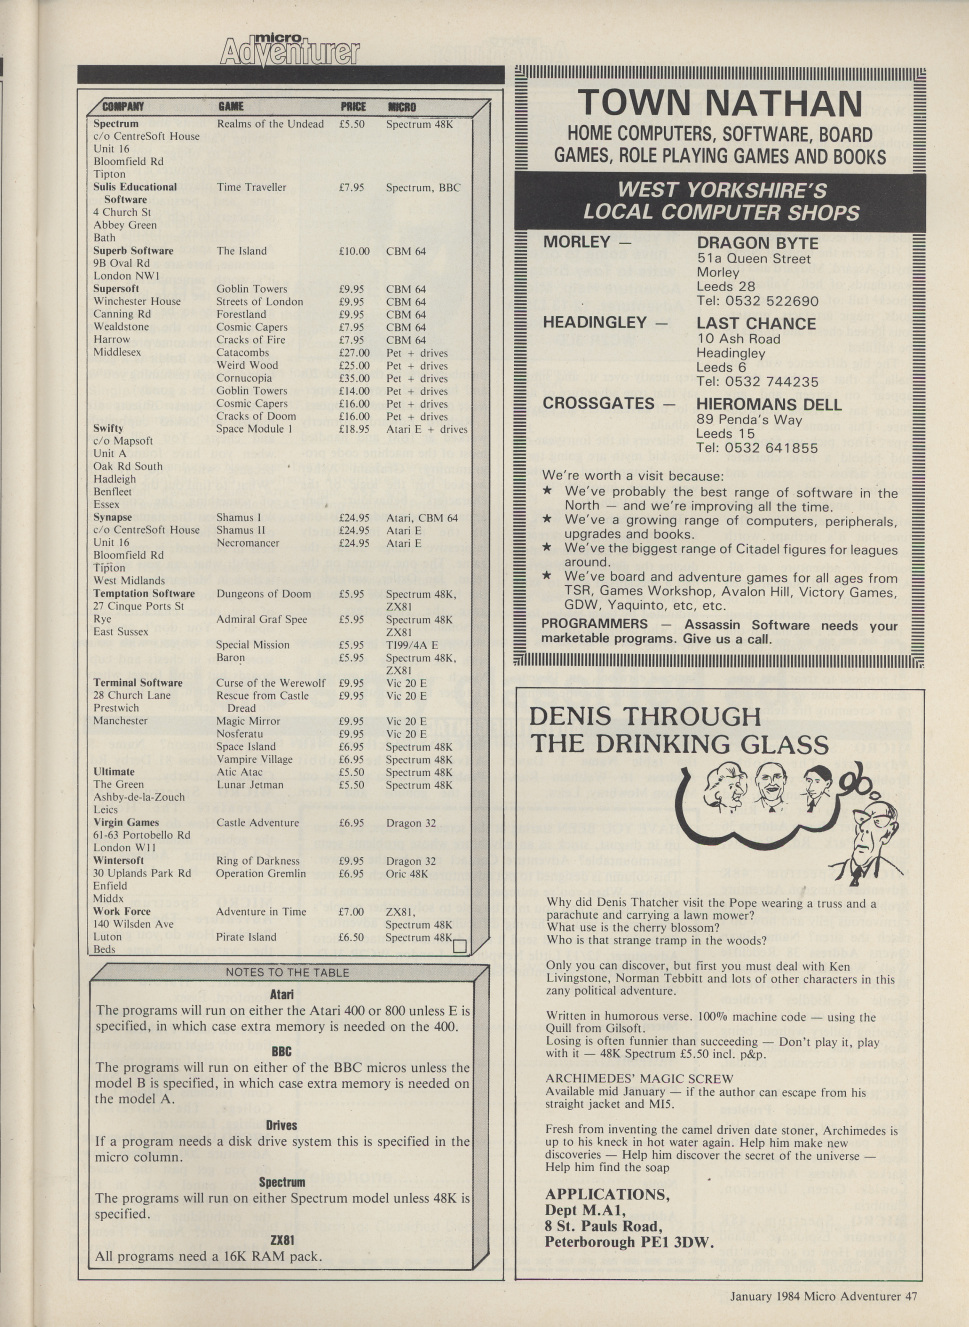 micro
Adventurer
COMPANY GAME PRICE MICRO
Spectrum Realms of the Undead £5.50 Spectrum 48K
c/o CentreSoft House
Unit 16
Bloomfield Rd
Tipton
Sulis Educational Time Traveller £7.95 Spectrum, BBC
Software
4 Church St
Abbey Green
Bath
Superb Software The Island £10.00 CBM 64
9B Oval Rd
London NW1
Supersoft Goblin Towers £9.95 CBM 64
Winchester House Streets of London £9.95 CBM 64
Canning Rd Forestland £9.95 CBM 64
Wealdstone Cosmic Capers £7.95 CBM 64
Harrow Cracks of Fire £7.95 CBM 64
Middlesex Catacombs £27.00 Pet + drives
Weird Wood £25.00 Pet + drives
Cornucopia £35.00 Pet + drives
Goblin Towers £14.00 Pet + drives
Cosmic Capers £16.00 Pet + drives
Cracks of Doom £16.00 Pet + drives
Swifty Space Module 1 £18.95 Atari E + drives
c/o Mapsoft
Unit A
Oak Rd South
Hadleigh
Benfleet
Essex
Synapse Shamus I £24.95 Atari, CBM 64
c/o CentreSoft House Shamus II £24.95 Atari E
Unit 16 Necromancer £24.95 Atari E
Bloomfield Rd
Tipton
West Midlands
Temptation Software Dungeons of Doom £5.95 Spectrum 48K,
27 Cinque Ports St ZX81
Rye Admiral Graf Spee £5.95 Spectrum 48K
East Sussex ZX81
Special Mission £5.95 TI99/4A E
Baron £5.95 Spectrum 48K,
ZX81
Terminal Software Curse of the Werewolf £9.95 Vic 20 E
28 Church Lane Rescue from Castle £9.95 Vic 20 E
Prestwich Dread
Manchester Magic Mirror £9.95 Vic 20 E
Nosferatu £9.95 Vic 20 E
Space Island £6.95 Spectrum 48K
Vampire Village £6.95 Spectrum 48K
Ultimate Atic Atac £5.50 Spectrum 48K
The Green Lunar Jetman £5.50 Spectrum 48K
Ashby-de-la-Zouch
Leics
Virgin Games Castle Adventure £6.95 Dragon 32
61-63 Portobello Rd
London W11
Wintersoft Ring of Darkness £9.95 Dragon 32
30 Uplands Park Rd Operation Gremlin £6.95 Oric 48K
Enfield
Middx
Work Force Adventure in Time £7.00 ZX81,
140 Wilsden Ave Spectrum 48K
Luton Pirate Island £6.50 Spectrum 48K
Beds
NOTES TO THE TABLE
Atari
The programs will run on either the Atari 400 or 800 unless E is
specified, in which case extra memory is needed on the 400.
BBC
The programs will run on either of the BBC micros unless the
model B is specified, in which case extra memory is needed on
the model A.
Drives
If a program needs a disk drive system this is specified in the
micro column.
Spectrum
The programs will run on either Spectrum model unless 48K is
specified.
ZX81
All programs need a 16K RAM pack.
TOWN NATHAN
HOME COMPUTERS, SOFTWARE, BOARD
GAMES, ROLE PLAYING GAMES AND BOOKS
WEST YORKSHIRE'S
LOCAL COMPUTER SHOPS
MORLEY — DRAGON BYTE
51a Queen Street
Morley
Leeds 28
Tel: 0532 522690
HEADINGLEY — LAST CHANCE
10 Ash Road
Headingley
Leeds 6
Tel: 0532 744235
CROSSGATES — HIEROMANS DELL
89 Penda's Way
Leeds 15
Tel: 0532 641855
We're worth a visit because:
★ We've probably the best range of software in the
North — and we're improving all the time.
★ We've a growing range of computers, peripherals,
upgrades and books.
★ We've the biggest range of Citadel figures for leagues
around.
★ We've board and adventure games for all ages from
TSR, Games Workshop, Avalon Hill, Victory Games,
GDW, Yaquinto, etc, etc.
PROGRAMMERS — Assassin Software needs your
marketable programs. Give us a call.
DENIS THROUGH
THE DRINKING GLASS
Why did Denis Thatcher visit the Pope wearing a truss and a
parachute and carrying a lawn mower?
What use is the cherry blossom?
Who is that strange tramp in the woods?
Only you can discover, but first you must deal with Ken
Livingstone, Norman Tebbitt and lots of other characters in this
zany political adventure.
Written in humorous verse. 100% machine code — using the
Quill from Gilsoft.
Losing is often funnier than succeeding — Don't play it, play
with it — 48K Spectrum £5.50 incl. p&p.
ARCHIMEDES' MAGIC SCREW
Available mid January — if the author can escape from his
straight jacket and MI5.
Fresh from inventing the camel driven date stoner, Archimedes is
up to his kneck in hot water again. Help him make new
discoveries — Help him discover the secret of the universe —
Help him find the soap
APPLICATIONS,
Dept M.A1,
8 St. Pauls Road,
Peterborough PE1 3DW.
January 1984 Micro Adventurer 47